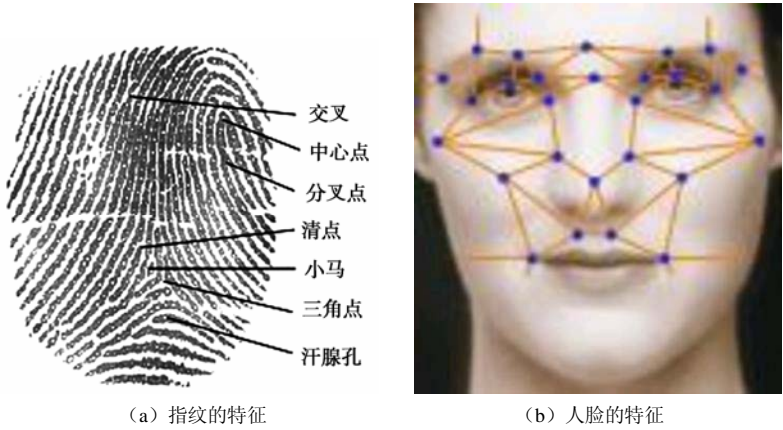 交叉
中心点
分叉点
清点
小马
三角点
汗腺孔
（a）指纹的特征
（b）人脸的特征